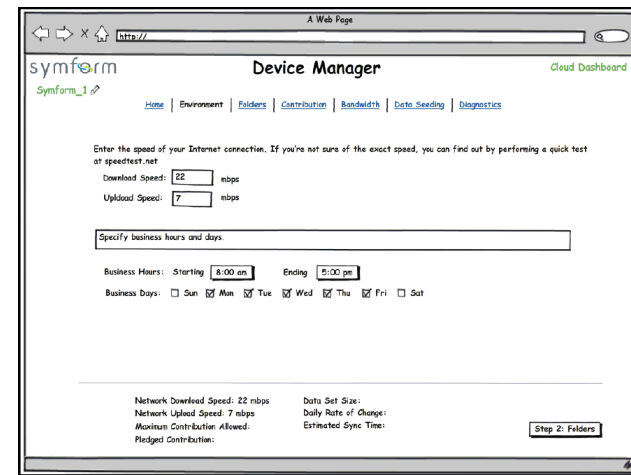 A Web Page
http://
symform
Device Manager
Cloud Dashboard
Symform_1
Home | Environment | Folders | Contribution | Bandwidth | Data Seeding | Diagnostics
Enter the speed of your Internet connection. If you're not sure of the exact speed, you can find out by performing a quick test
at speedtest.net
Download Speed: 22 mbps
Upldoad Speed: 7 mbps
Specify business hours and days.
Business Hours: Starting 8:00 am Ending 5:00 pm
Business Days: Sun Mon Tue Wed Thu Fri Sat
Network Download Speed: 22 mbps
Network Upload Speed: 7 mbps
Maximum Contribution Allowed:
Pledged Contribution:
Data Set Size:
Daily Rate of Change:
Estimated Sync Time:
Step 2: Folders